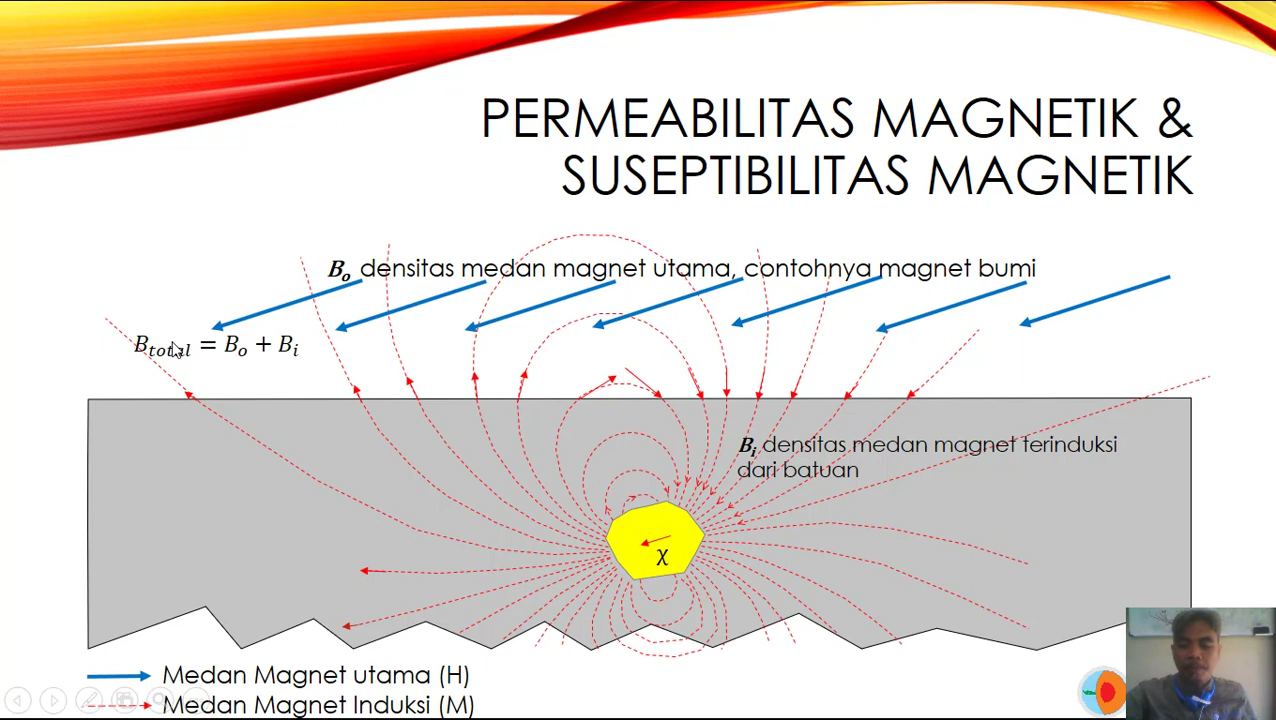 PERMEABILITAS MAGNETIK &
SUSEPTIBILITAS MAGNETIK
Bo densitas medan magnet utama, contohnya magnet bumi
Btotal = Bo + Bi
Bi densitas medan magnet terinduksi
dari batuan
χ
Medan Magnet utama (H)
Medan Magnet Induksi (M)